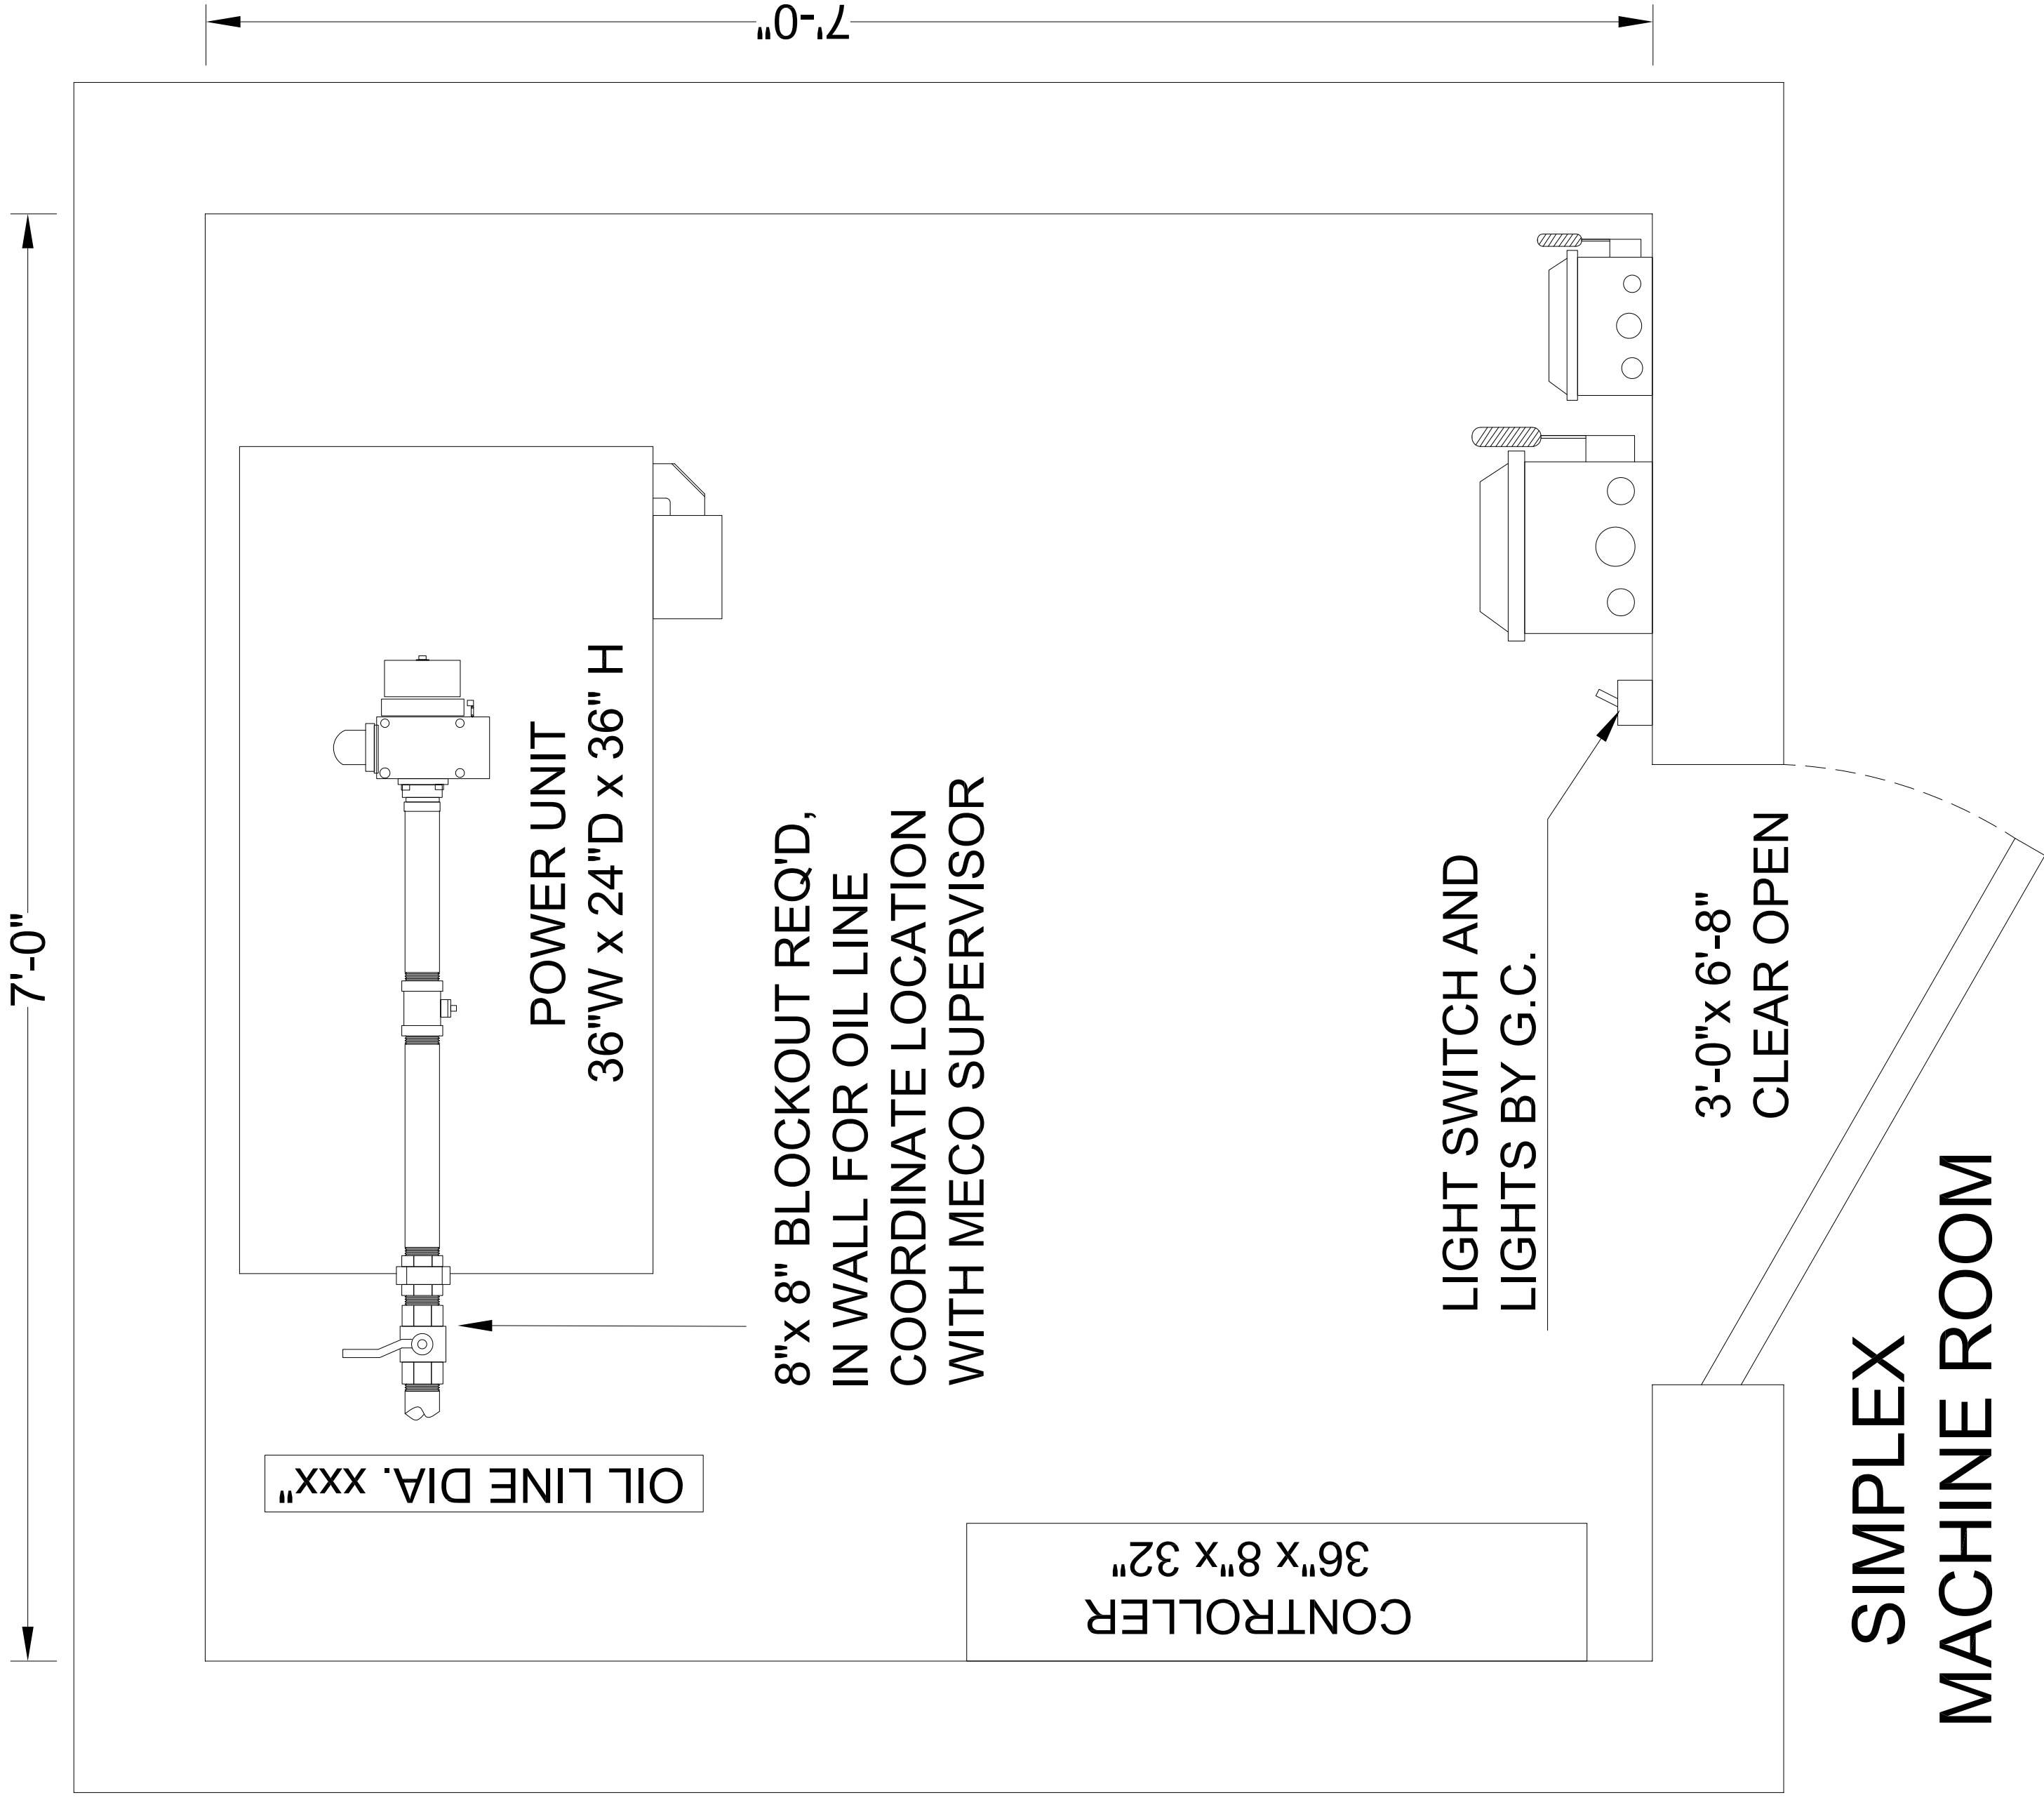 7'-0"
7'-0"
POWER UNIT
36"W x 24"D x 36" H
8"x 8" BLOCKOUT REQ'D,
IN WALL FOR OIL LINE
COORDINATE LOCATION
WITH MECO SUPERVISOR
OIL LINE DIA. xxx"
CONTROLLER
36"x 8"x 32"
LIGHT SWITCH AND
LIGHTS BY G.C.
3'-0"x 6'-8"
CLEAR OPEN
SIMPLEX
MACHINE ROOM